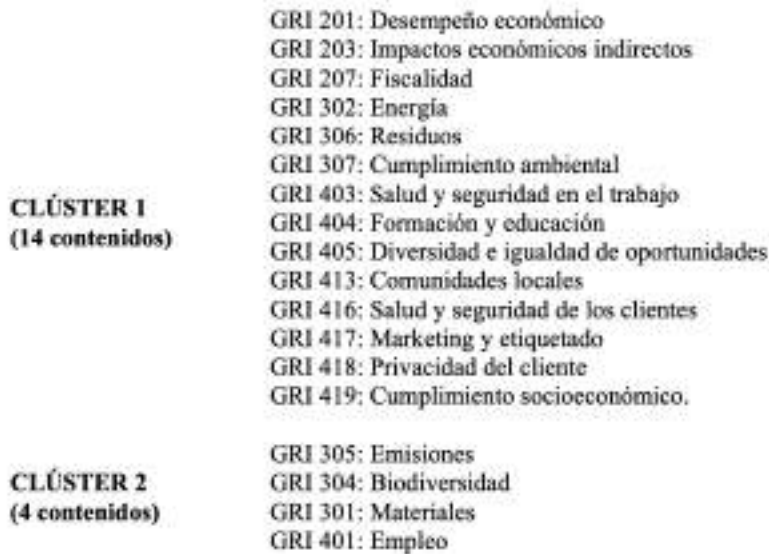 GRI 201: Desempeño económico
GRI 203: Impactos económicos indirectos
GRI 207: Fiscalidad
GRI 302: Energía
GRI 306: Residuos
GRI 307: Cumplimiento ambiental
CLÚSTER 1
(14 contenidos)
GRI 403: Salud y seguridad en el trabajo
GRI 404: Formación y educación
GRI 405: Diversidad e igualdad de oportunidades
GRI 413: Comunidades locales
GRI 416: Salud y seguridad de los clientes
GRI 417: Marketing y etiquetado
GRI 418: Privacidad del cliente
GRI 419: Cumplimiento socioeconómico.
CLÚSTER 2
(4 contenidos)
GRI 305: Emisiones
GRI 304: Biodiversidad
GRI 301: Materiales
GRI 401: Empleo